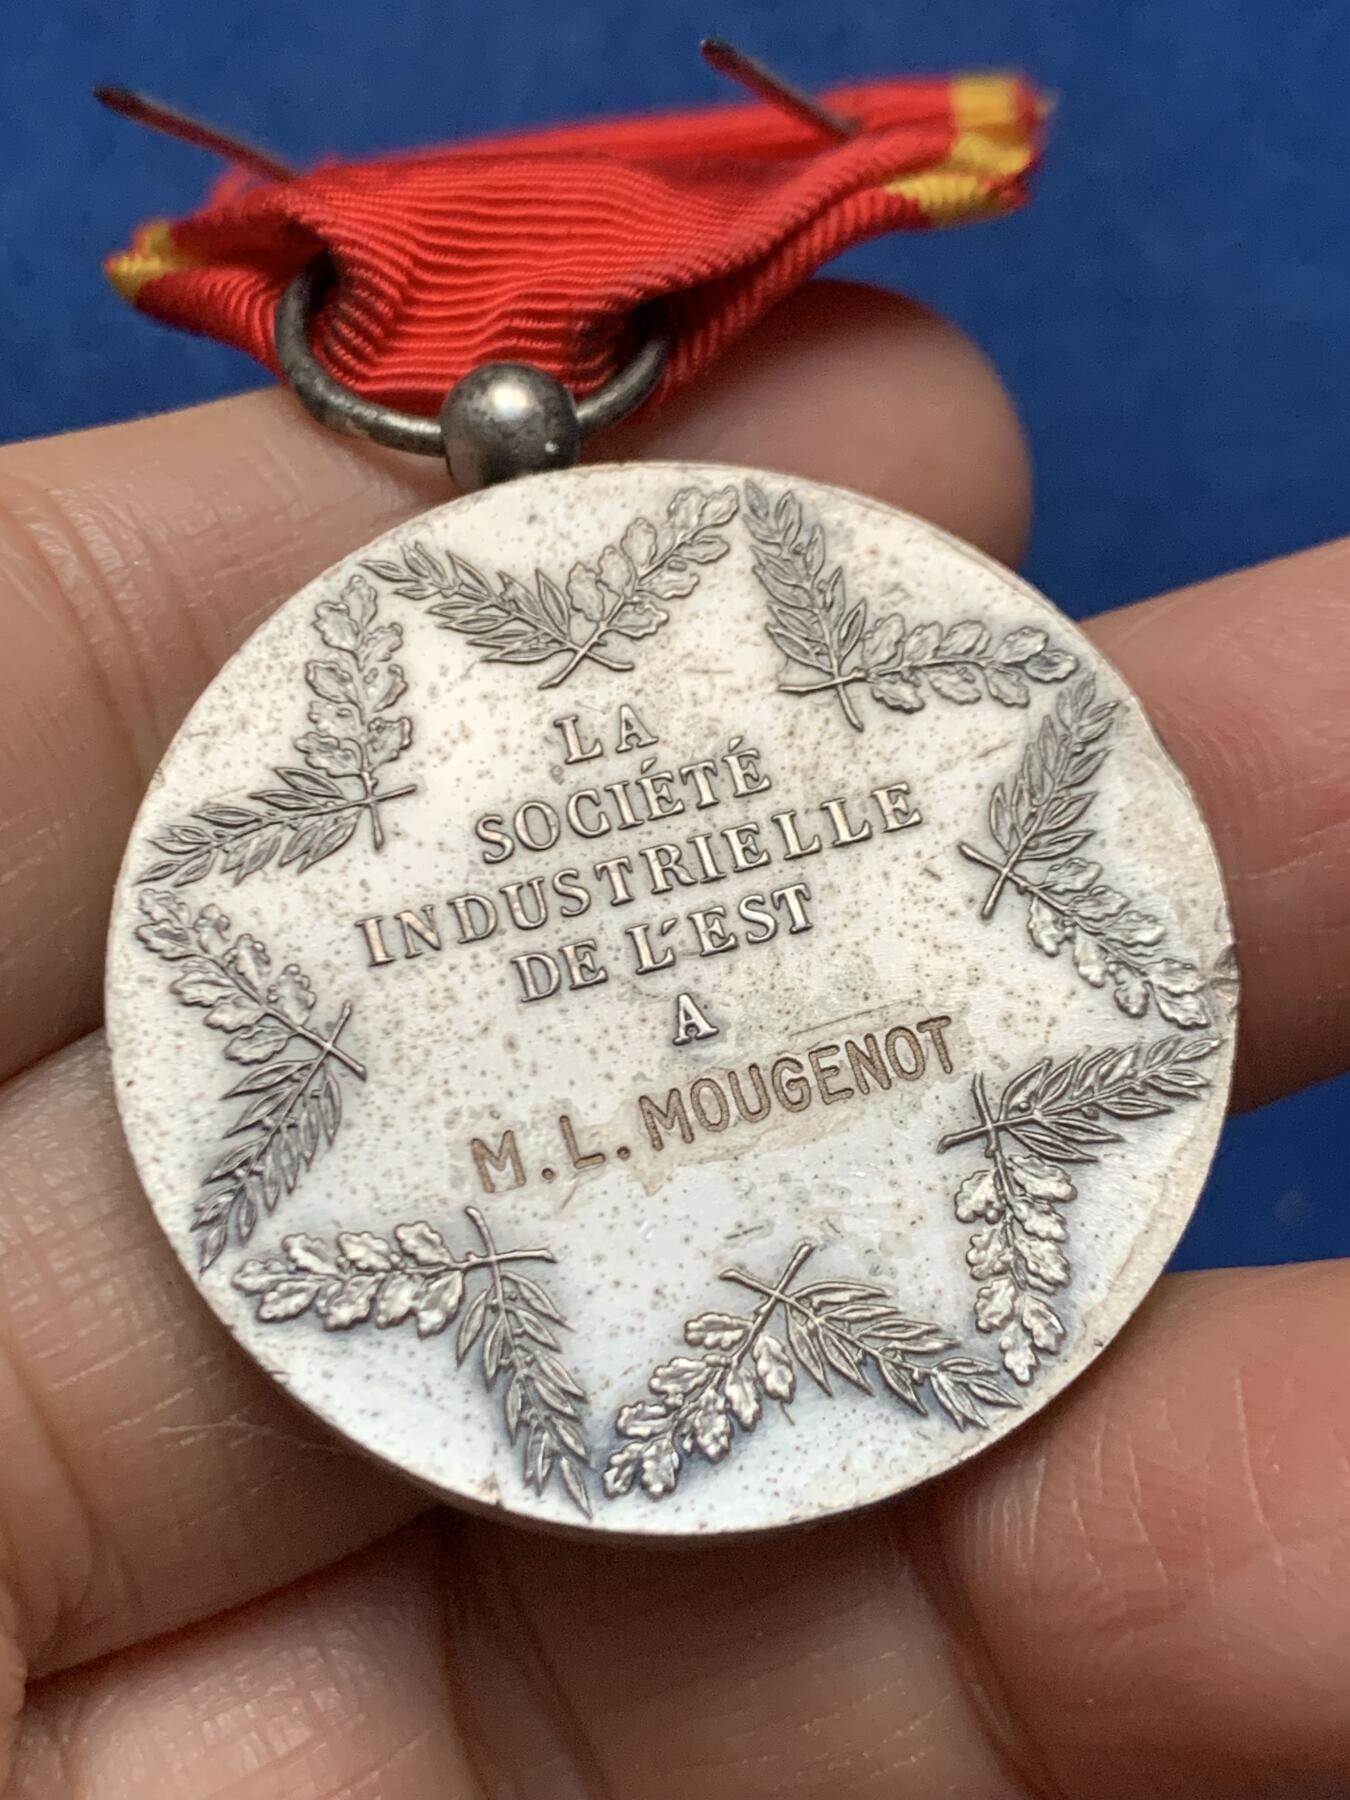 LA
SOCIÉTÉ
INDUSTRIELLE
DE L'EST
A
M.L.MOUGENOT